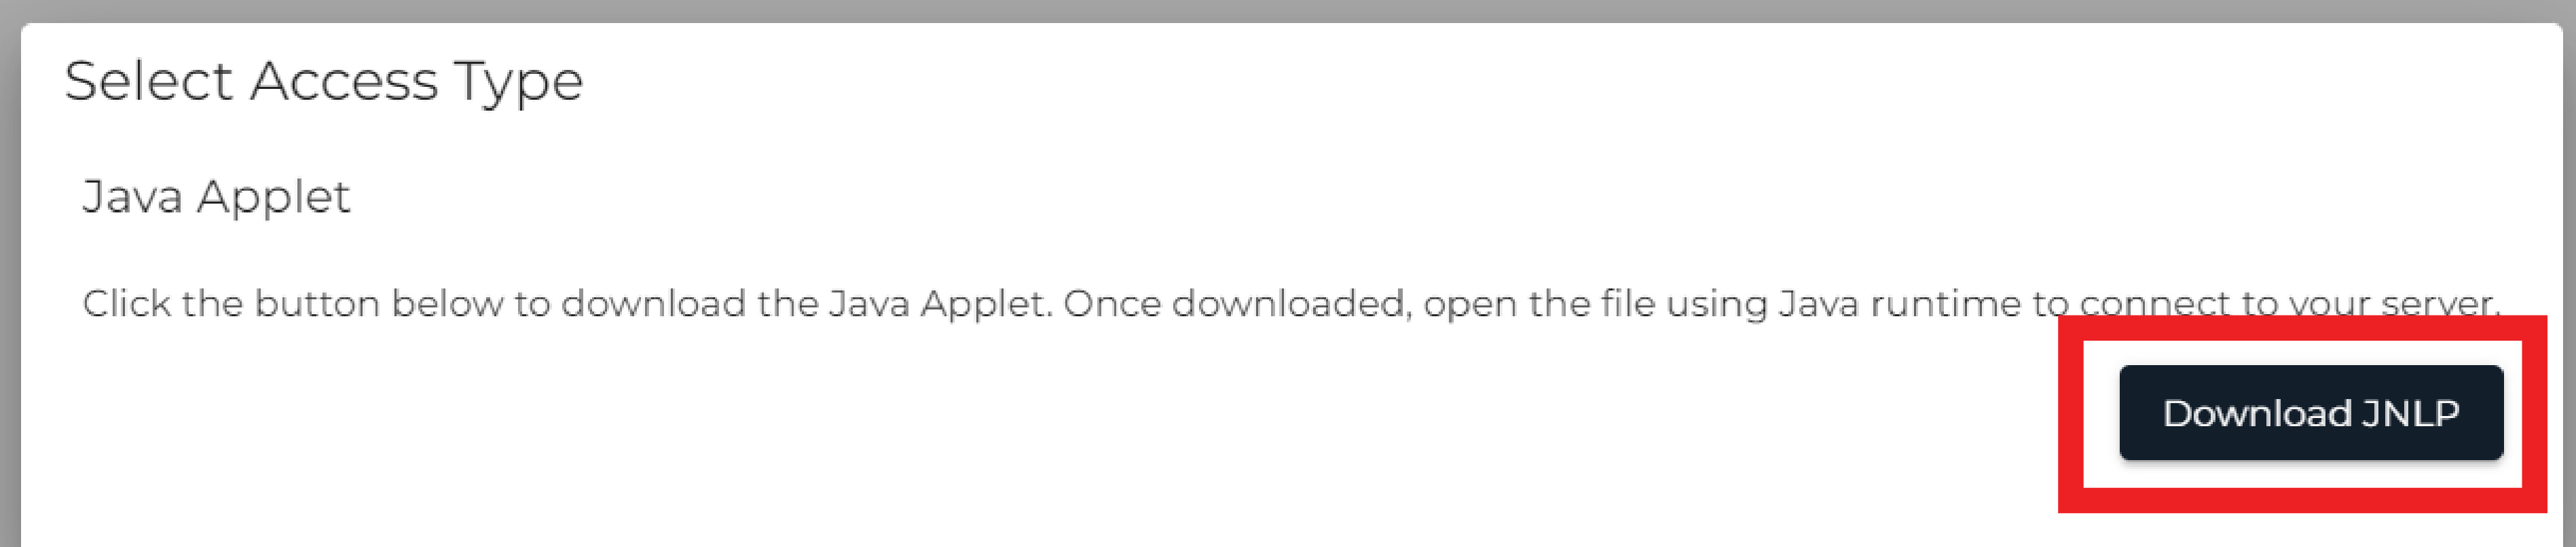 Select Access Type
Java Applet
Click the button below to download the Java Applet. Once downloaded, open the file using Java runtime to connect to your server.
Download JNLP